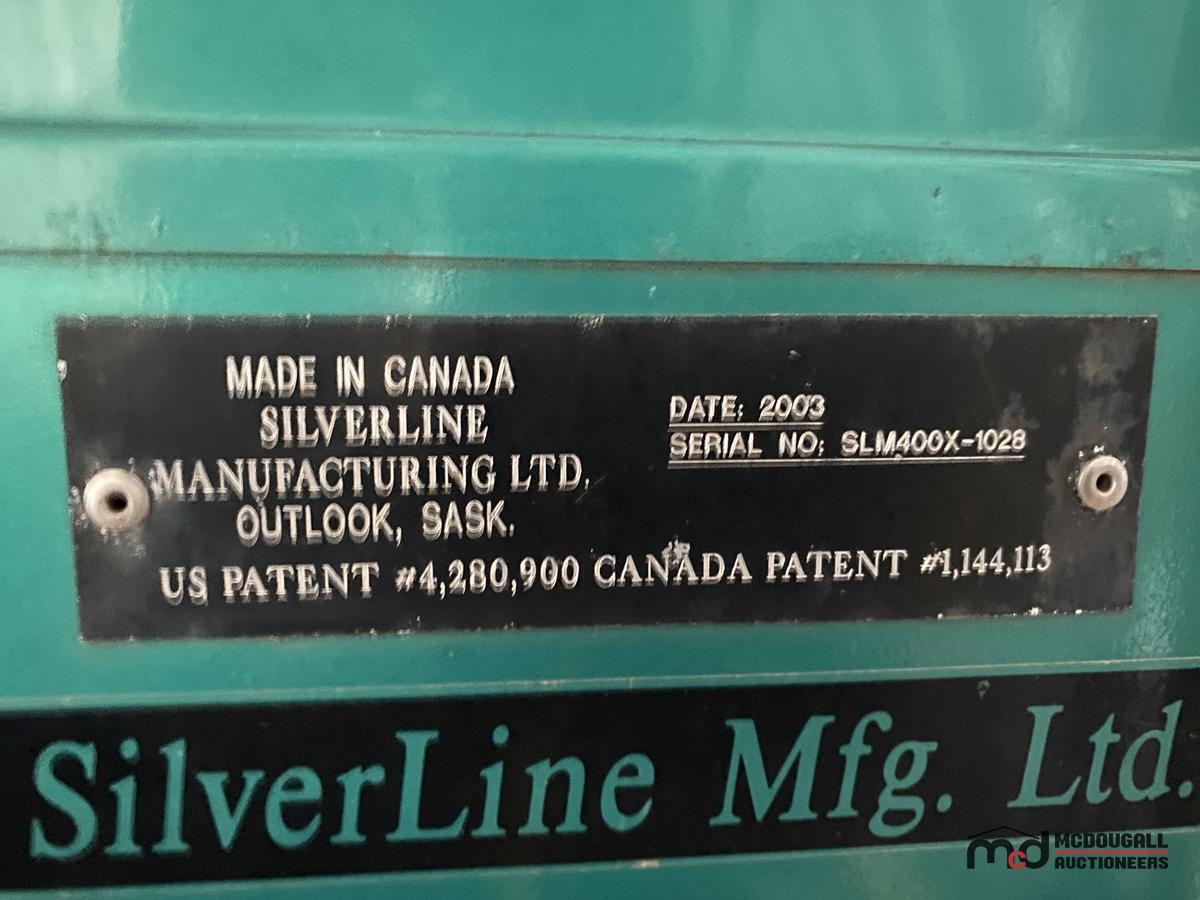 MADE IN CANADA
SILVERLINE
MANUFACTURING LTD.
OUTLOOK, SASK.
DATE: 2003
SERIAL NO: SLM400X-1028
US PATENT #4,280,900 CANADA PATENT #1,144,113
SilverLine Mfg. Ltd.
mcd MCDOUGALL
AUCTIONEERS